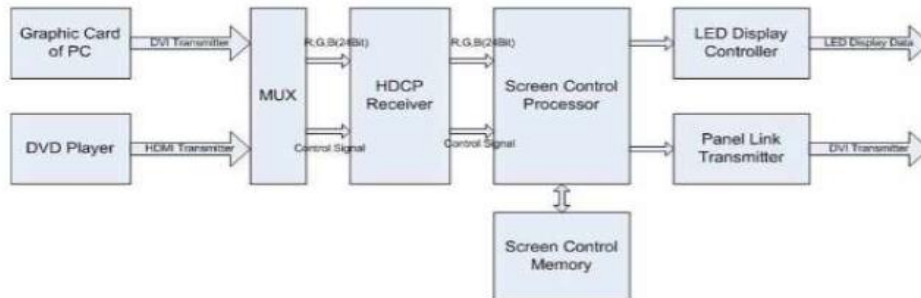 Graphic Card
of PC
DVI Transmitter
R,G,B(24Bit)
R,G,B(24Bit)
LED Display
Controller
LED Display Data
MUX
HDCP
Receiver
Screen Control
Processor
DVD Player
HDMI Transmitter
Control Signal
Control Signal
Panel Link
Transmitter
DVI Transmitter
Screen Control
Memory